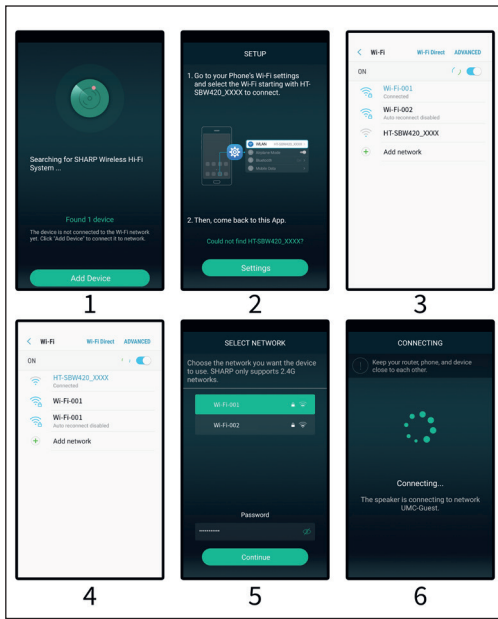 Searching for SHARP Wireless Hi-Fi
System ...
Found 1 device
The device is not connected to the Wi-Fi network
yet. Click "Add Device" to connect it to network.
Add Device
1
SETUP
1. Go to your Phone's Wi-Fi settings
and select the Wi-Fi starting with HT-
SBW420_XXXX to connect.
WLAN
Bluetooth
2. Then, come back to this App.
Could not find HT-SBW420_XXXX?
Settings
2
Wi-Fi
Wi-Fi Direct
ADVANCED
ON
Wi-Fi-001
Connected
Wi-Fi-002
Auto reconnect disabled
HT-SBW420_XXXX
Add network
3
Wi-Fi
Wi-Fi Direct
ADVANCED
ON
HT-SBW420_XXXX
Connected
Wi-Fi-001
Wi-Fi-001
Auto reconnect disabled
Add network
4
SELECT NETWORK
Choose the network you want the device
to use. SHARP only supports 2.4G
networks.
Wi-Fi-001
Wi-Fi-002
Password
Continue
5
CONNECTING
Keep your router, phone, and device
close to each other.
Connecting...
The speaker is connecting to network
UMC-Guest.
6